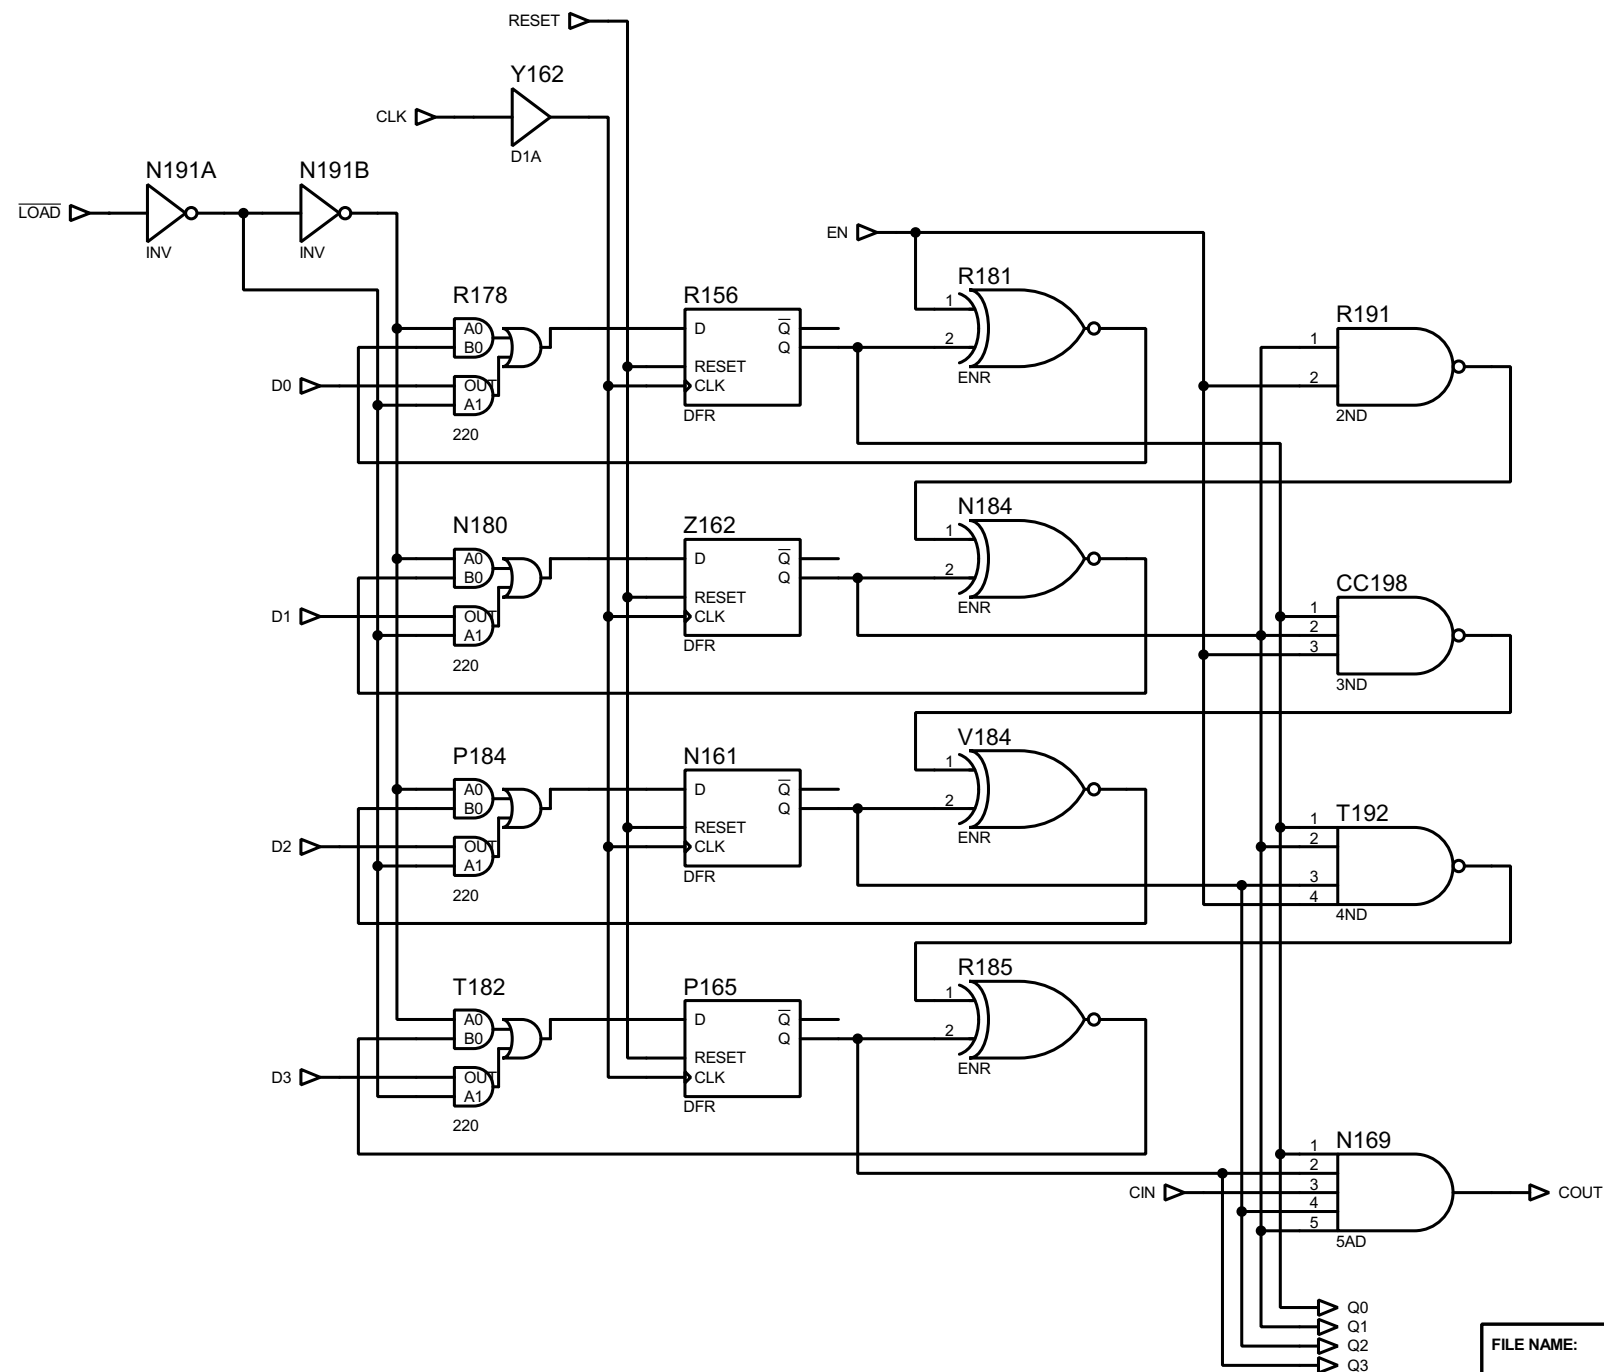 RESET
Y162
CLK
D1A
N191A
N191B
LOAD
INV
INV
EN
R181
1
2
ENR
R178
A0
B0
OUT
A1
220
D0
R156
D
Q
Q
RESET
CLK
DFR
R191
1
2
2ND
N180
A0
B0
OUT
A1
220
D1
Z162
D
Q
Q
RESET
CLK
DFR
N184
1
2
ENR
CC198
1
2
3
3ND
P184
A0
B0
OUT
A1
220
D2
N161
D
Q
Q
RESET
CLK
DFR
V184
1
2
ENR
T192
1
2
3
4
4ND
T182
A0
B0
OUT
A1
220
D3
P165
D
Q
Q
RESET
CLK
DFR
R185
1
2
ENR
N169
1
2
3
4
5
5AD
CIN
COUT
Q0
Q1
Q2
Q3
FILE NAME: